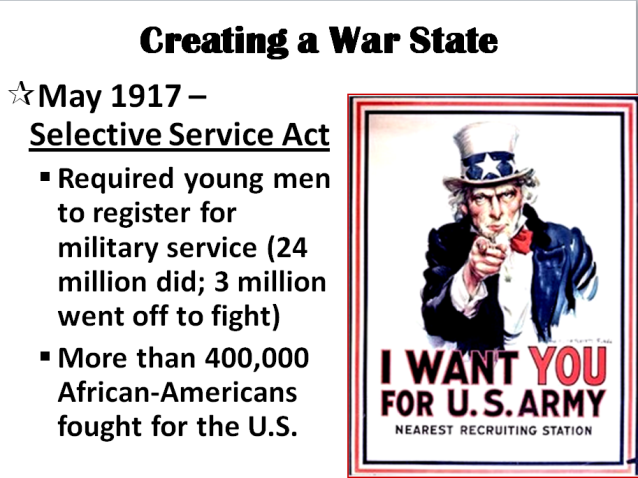 Creating a War State
☆May 1917 –
Selective Service Act
▪ Required young men
to register for
military service (24
million did; 3 million
went off to fight)
▪ More than 400,000
African-Americans
fought for the U.S.
I WANT YOU
FOR U.S. ARMY
NEAREST RECRUITING STATION